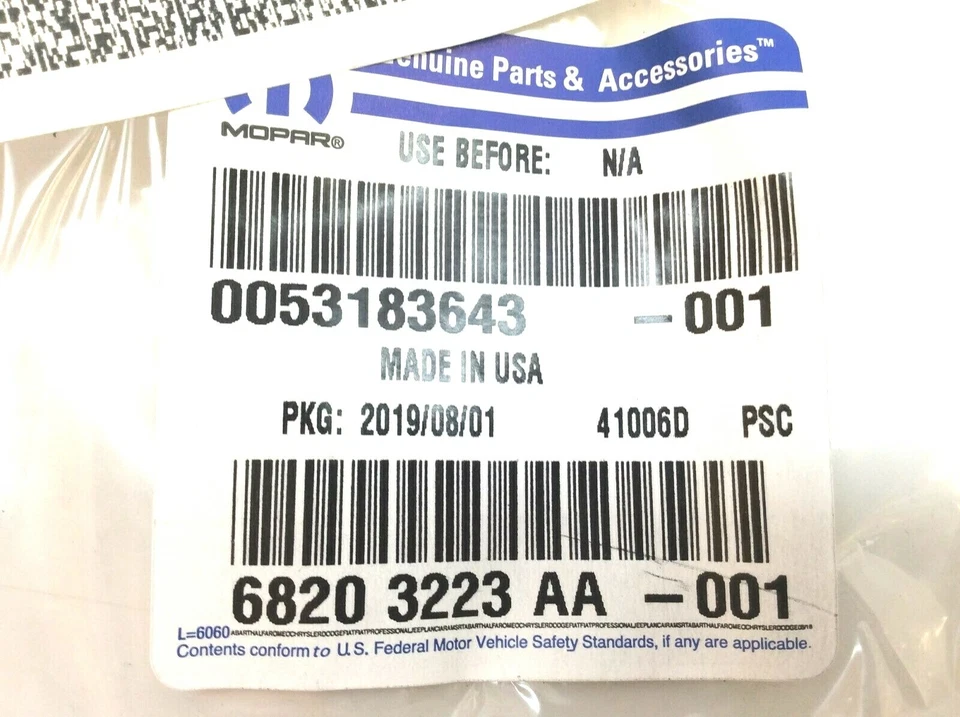 Genuine Parts & Accessories™
MOPAR®
USE BEFORE: N/A
0053183643 -001
MADE IN USA
PKG: 2019/08/01 41006D PSC
6820 3223 AA -001
L=6060
Contents conform to U.S. Federal Motor Vehicle Safety Standards, if any are applicable.